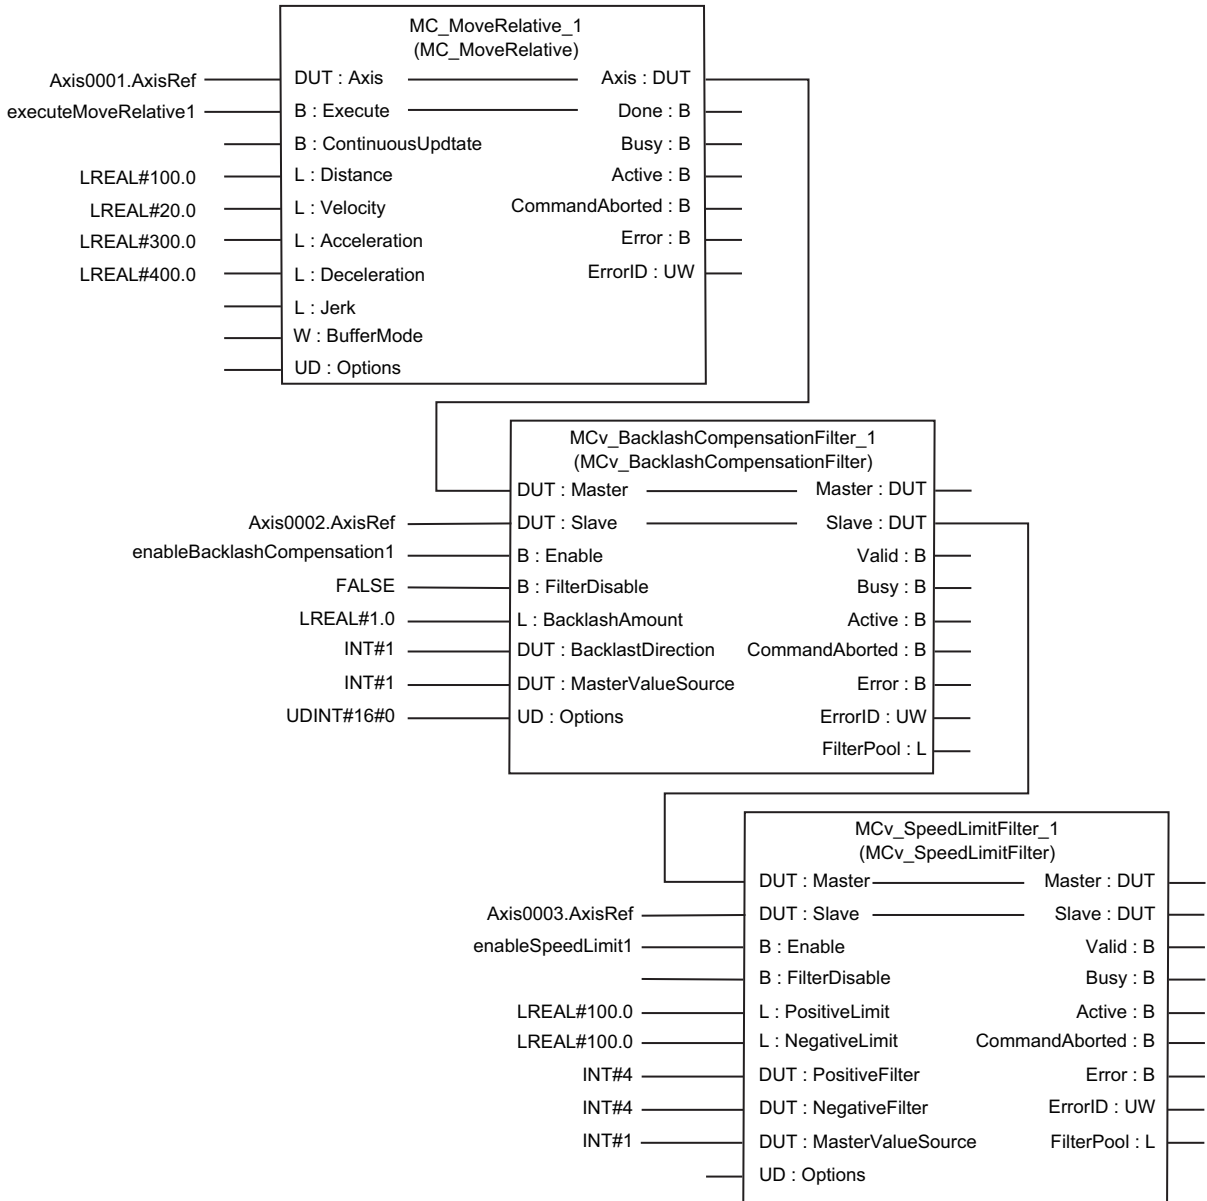 MC_MoveRelative_1
(MC_MoveRelative)
Axis0001.AxisRef DUT : Axis Axis : DUT
executeMoveRelative1 B : Execute Done : B
B : ContinuousUpdtate Busy : B
LREAL#100.0 L : Distance Active : B
LREAL#20.0 L : Velocity CommandAborted : B
LREAL#300.0 L : Acceleration Error : B
LREAL#400.0 L : Deceleration ErrorID : UW
L : Jerk
W : BufferMode
UD : Options
MCv_BacklashCompensationFilter_1
(MCv_BacklashCompensationFilter)
DUT : Master Master : DUT
Axis0002.AxisRef DUT : Slave Slave : DUT
enableBacklashCompensation1 B : Enable Valid : B
FALSE B : FilterDisable Busy : B
LREAL#1.0 L : BacklashAmount Active : B
INT#1 DUT : BacklastDirection CommandAborted : B
INT#1 DUT : MasterValueSource Error : B
UDINT#16#0 UD : Options ErrorID : UW
FilterPool : L
MCv_SpeedLimitFilter_1
(MCv_SpeedLimitFilter)
DUT : Master Master : DUT
Axis0003.AxisRef DUT : Slave Slave : DUT
enableSpeedLimit1 B : Enable Valid : B
B : FilterDisable Busy : B
LREAL#100.0 L : PositiveLimit Active : B
LREAL#100.0 L : NegativeLimit CommandAborted : B
INT#4 DUT : PositiveFilter Error : B
INT#4 DUT : NegativeFilter ErrorID : UW
INT#1 DUT : MasterValueSource FilterPool : L
UD : Options